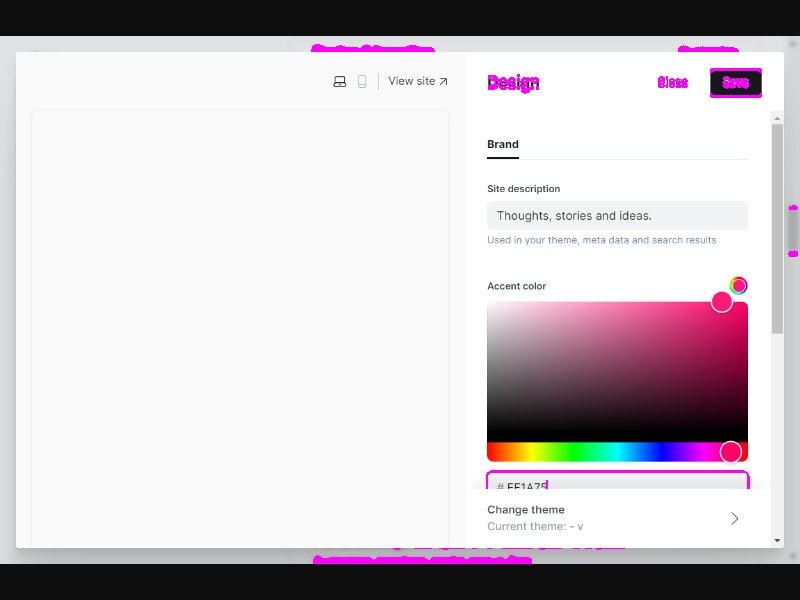 View site
Design
Close
Save
Brand
Site description
Thoughts, stories and ideas.
Used in your theme, meta data and search results
Accent color
# FF1A75
Change theme
Current theme: - v